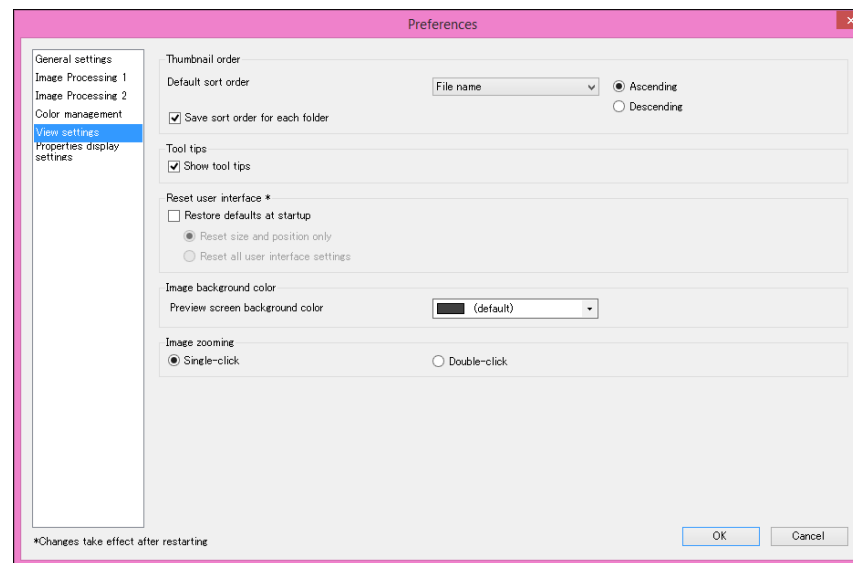 Preferences
General settings
Image Processing 1
Image Processing 2
Color management
View settings
Properties display
settings
Thumbnail order
Default sort order
File name
Ascending
Descending
Save sort order for each folder
Tool tips
Show tool tips
Reset user interface *
Restore defaults at startup
Reset size and position only
Reset all user interface settings
Image background color
Preview screen background color
(default)
Image zooming
Single-click
Double-click
*Changes take effect after restarting
OK
Cancel